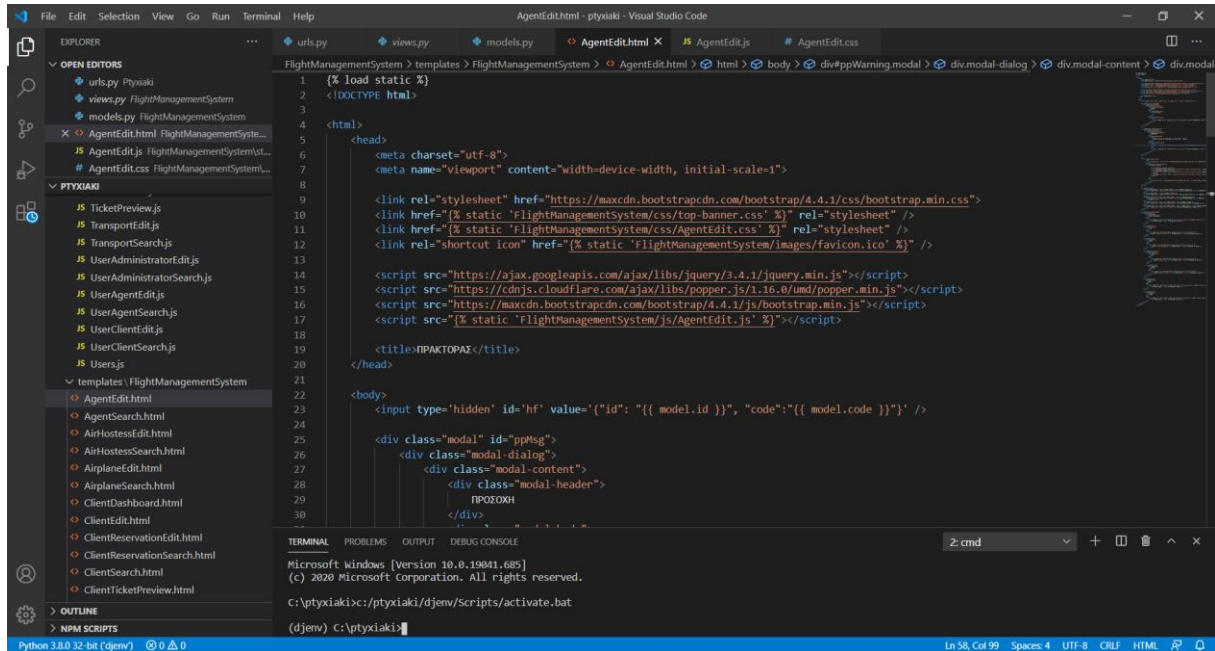 File Edit Selection View Go Run Terminal Help
AgentEdit.html - ptyxiaki - Visual Studio Code
EXPLORER
OPEN EDITORS
urls.py Ptyxiaki
views.py FlightManagementSystem
models.py FlightManagementSystem
AgentEdit.html FlightManagementSyste...
JS AgentEdit.js FlightManagementSystem\st...
# AgentEdit.css FlightManagementSystem\...
PTYXIAKI
JS TicketPreview.js
JS TransportEdit.js
JS TransportSearch.js
JS UserAdministratorEdit.js
JS UserAdministratorSearch.js
JS UserAgentEdit.js
JS UserAgentSearch.js
JS UserClientEdit.js
JS UserClientSearch.js
JS Users.js
templates\FlightManagementSystem
AgentEdit.html
AgentSearch.html
AirHostessEdit.html
AirHostessSearch.html
AirplaneEdit.html
AirplaneSearch.html
ClientDashboard.html
ClientEdit.html
ClientReservationEdit.html
ClientReservationSearch.html
ClientSearch.html
ClientTicketPreview.html
OUTLINE
NPM SCRIPTS
urls.py views.py models.py AgentEdit.html JS AgentEdit.js # AgentEdit.css
FlightManagementSystem > templates > FlightManagementSystem > AgentEdit.html > html > body > div#ppWarning.modal > div.modal-dialog > div.modal-content > div.modal
1 {% load static %}
2 <!DOCTYPE html>
3
4 <html>
5 <head>
6 <meta charset="utf-8">
7 <meta name="viewport" content="width=device-width, initial-scale=1">
8
9 <link rel="stylesheet" href="https://maxcdn.bootstrapcdn.com/bootstrap/4.4.1/css/bootstrap.min.css">
10 <link href="{% static 'FlightManagementSystem/css/top-banner.css' %}" rel="stylesheet" />
11 <link href="{% static 'FlightManagementSystem/css/AgentEdit.css' %}" rel="stylesheet" />
12 <link rel="shortcut icon" href="{% static 'FlightManagementSystem/images/favicon.ico' %}" />
13
14 <script src="https://ajax.googleapis.com/ajax/libs/jquery/3.4.1/jquery.min.js"></script>
15 <script src="https://cdnjs.cloudflare.com/ajax/libs/popper.js/1.16.0/umd/popper.min.js"></script>
16 <script src="https://maxcdn.bootstrapcdn.com/bootstrap/4.4.1/js/bootstrap.min.js"></script>
17 <script src="{% static 'FlightManagementSystem/js/AgentEdit.js' %}"></script>
18
19 <title>ΠΡΑΚΤΟΡΑΣ</title>
20 </head>
21
22 <body>
23 <input type='hidden' id='hf' value='{"id": "{{ model.id }}", "code":"{{ model.code }}"}' />
24
25 <div class="modal" id="ppMsg">
26 <div class="modal-dialog">
27 <div class="modal-content">
28 <div class="modal-header">
29 ΠΡΟΣΟΧΗ
30 </div>
TERMINAL PROBLEMS OUTPUT DEBUG CONSOLE
2: cmd
Microsoft Windows [Version 10.0.19041.685]
(c) 2020 Microsoft Corporation. All rights reserved.
C:\ptyxiaki>c:/ptyxiaki/djenv/Scripts/activate.bat
(djenv) C:\ptyxiaki>
Python 3.8.0 32-bit ('djenv') 0 0
Ln 58, Col 99 Spaces: 4 UTF-8 CRLF HTML